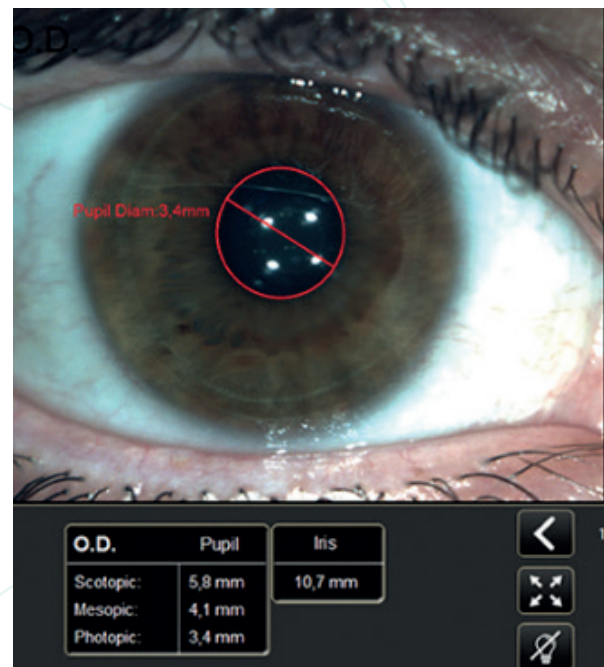 O.D.
Pupil Diam:3,4mm
O.D. Pupil Iris
Scotopic: 5,8 mm 10,7 mm
Mesopic: 4,1 mm
Photopic: 3,4 mm